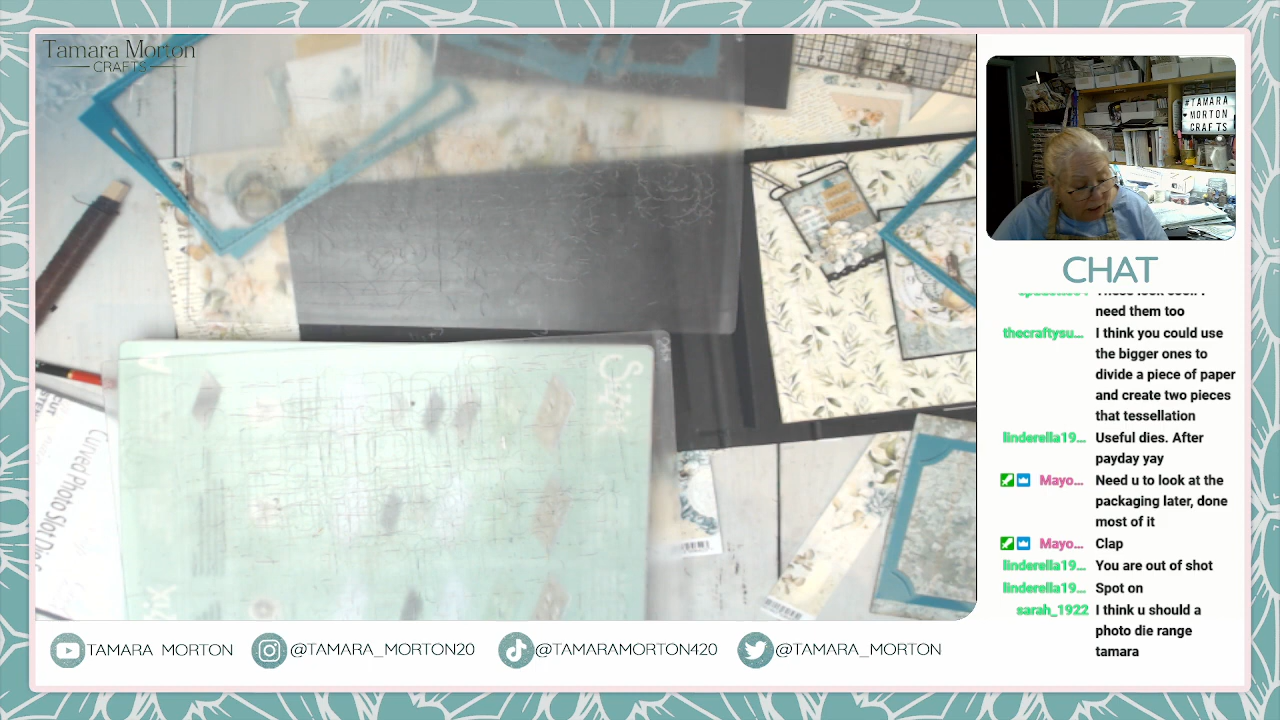 Tamara Morton
CRAFTS
Sizzix
Curved Photo Slot Dies
#TAMARA
MORTON
CRAFTS
CHAT
need them too
thecraftysu... I think you could use
the bigger ones to
divide a piece of paper
and create two pieces
that tessellation
linderella19... Useful dies. After
payday yay
Mayo... Need u to look at the
packaging later, done
most of it
Mayo... Clap
linderella19... You are out of shot
linderella19... Spot on
sarah_1922 I think u should a
photo die range
tamara
TAMARA MORTON @TAMARA_MORTON20 @TAMARAMORTON420 @TAMARA_MORTON